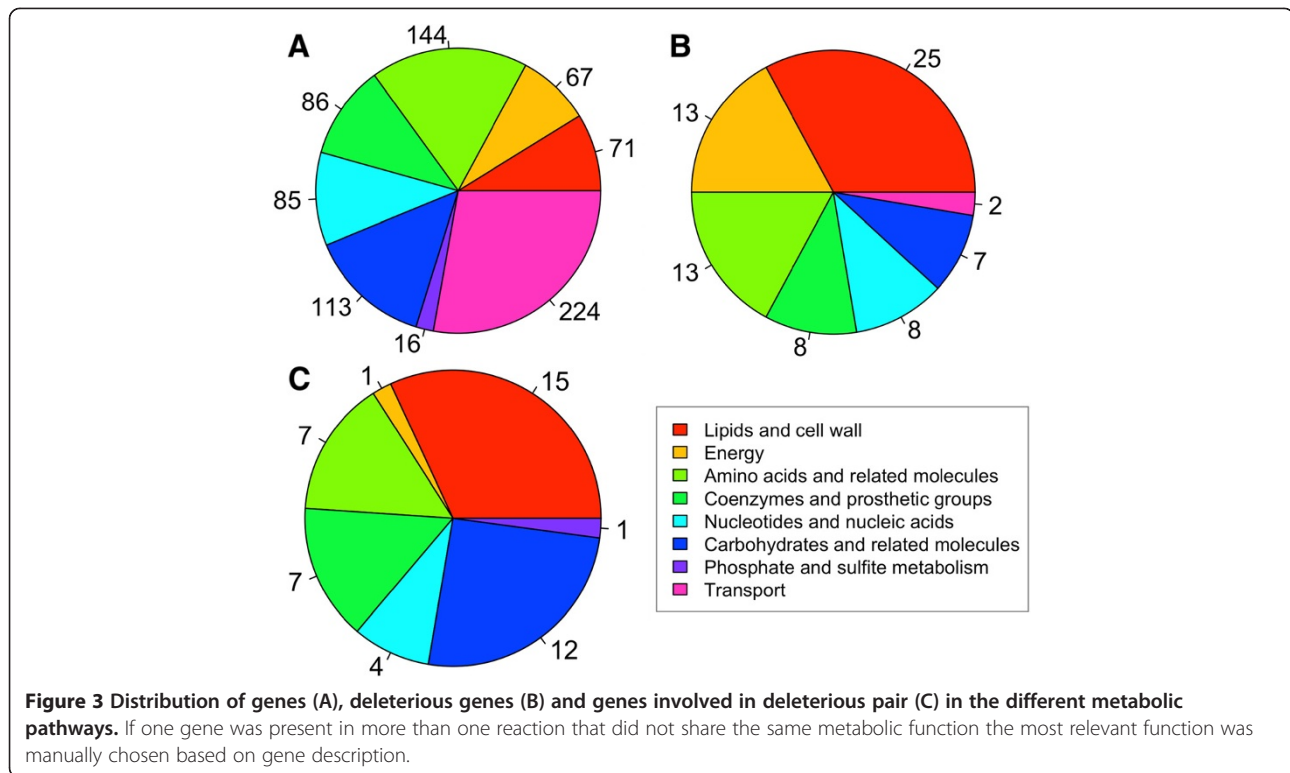 A
144
67
86
71
85
113
16
224
B
25
13
2
13
7
8
8
C
1
15
7
1
7
4
12
Lipids and cell wall
Energy
Amino acids and related molecules
Coenzymes and prosthetic groups
Nucleotides and nucleic acids
Carbohydrates and related molecules
Phosphate and sulfite metabolism
Transport
Figure 3 Distribution of genes (A), deleterious genes (B) and genes involved in deleterious pair (C) in the different metabolic
pathways. If one gene was present in more than one reaction that did not share the same metabolic function the most relevant function was
manually chosen based on gene description.